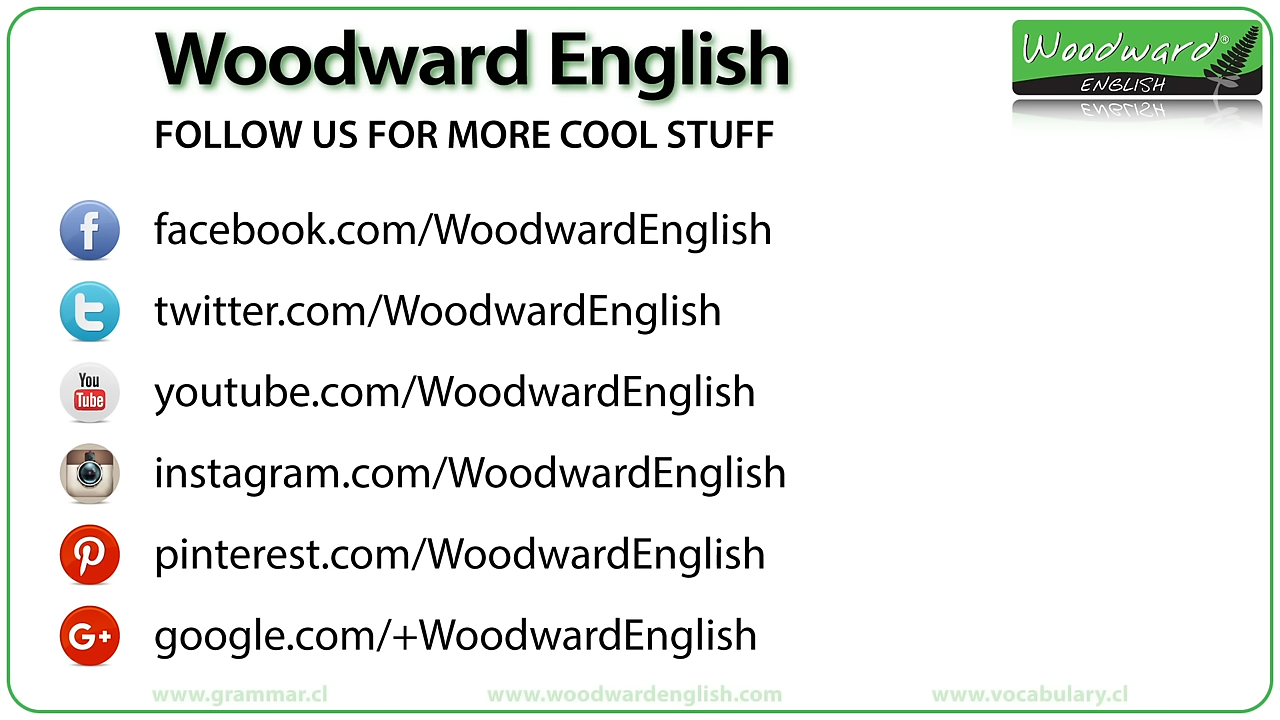 Woodward English
Woodward®
ENGLISH
FOLLOW US FOR MORE COOL STUFF
facebook.com/WoodwardEnglish
twitter.com/WoodwardEnglish
You
Tube
youtube.com/WoodwardEnglish
instagram.com/WoodwardEnglish
pinterest.com/WoodwardEnglish
G+
google.com/+WoodwardEnglish
www.grammar.cl www.woodwardenglish.com www.vocabulary.cl